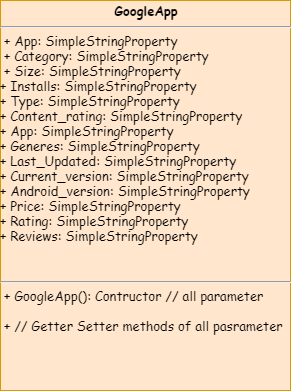 GoogleApp
+ App: SimpleStringProperty
+ Category: SimpleStringProperty
+ Size: SimpleStringProperty
+ Installs: SimpleStringProperty
+ Type: SimpleStringProperty
+ Content_rating: SimpleStringProperty
+ App: SimpleStringProperty
+ Generes: SimpleStringProperty
+ Last_Updated: SimpleStringProperty
+ Current_version: SimpleStringProperty
+ Android_version: SimpleStringProperty
+ Price: SimpleStringProperty
+ Rating: SimpleStringProperty
+ Reviews: SimpleStringProperty
+ GoogleApp(): Contructor // all parameter
+ // Getter Setter methods of all pasrameter